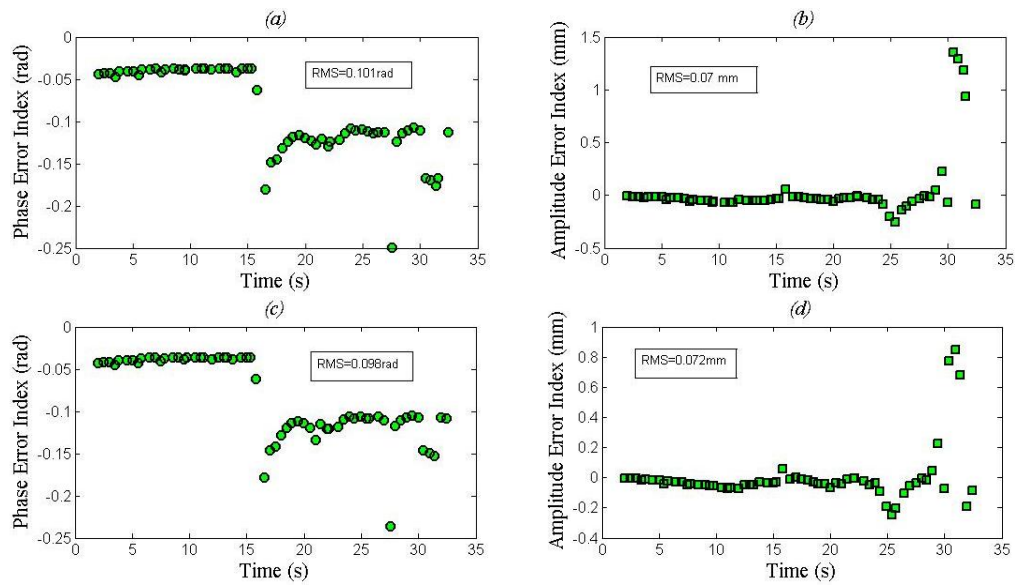 (a)
0
-0.05
-0.1
-0.15
-0.2
-0.25
Phase Error Index (rad)
RMS=0.101rad
0 5 10 15 20 25 30 35
Time (s)
(b)
1.5
1
0.5
0
0.5
Amplitude Error Index (mm)
RMS=0.07 mm
0 5 10 15 20 25 30 35
Time (s)
(c)
0
-0.05
-0.1
-0.15
-0.2
-0.25
Phase Error Index (rad)
RMS=0.098rad
0 5 10 15 20 25 30 35
Time (s)
(d)
1
0.8
0.6
0.4
0.2
0
-0.2
-0.4
Amplitude Error Index (mm)
RMS=0.072mm
0 5 10 15 20 25 30 35
Time (s)